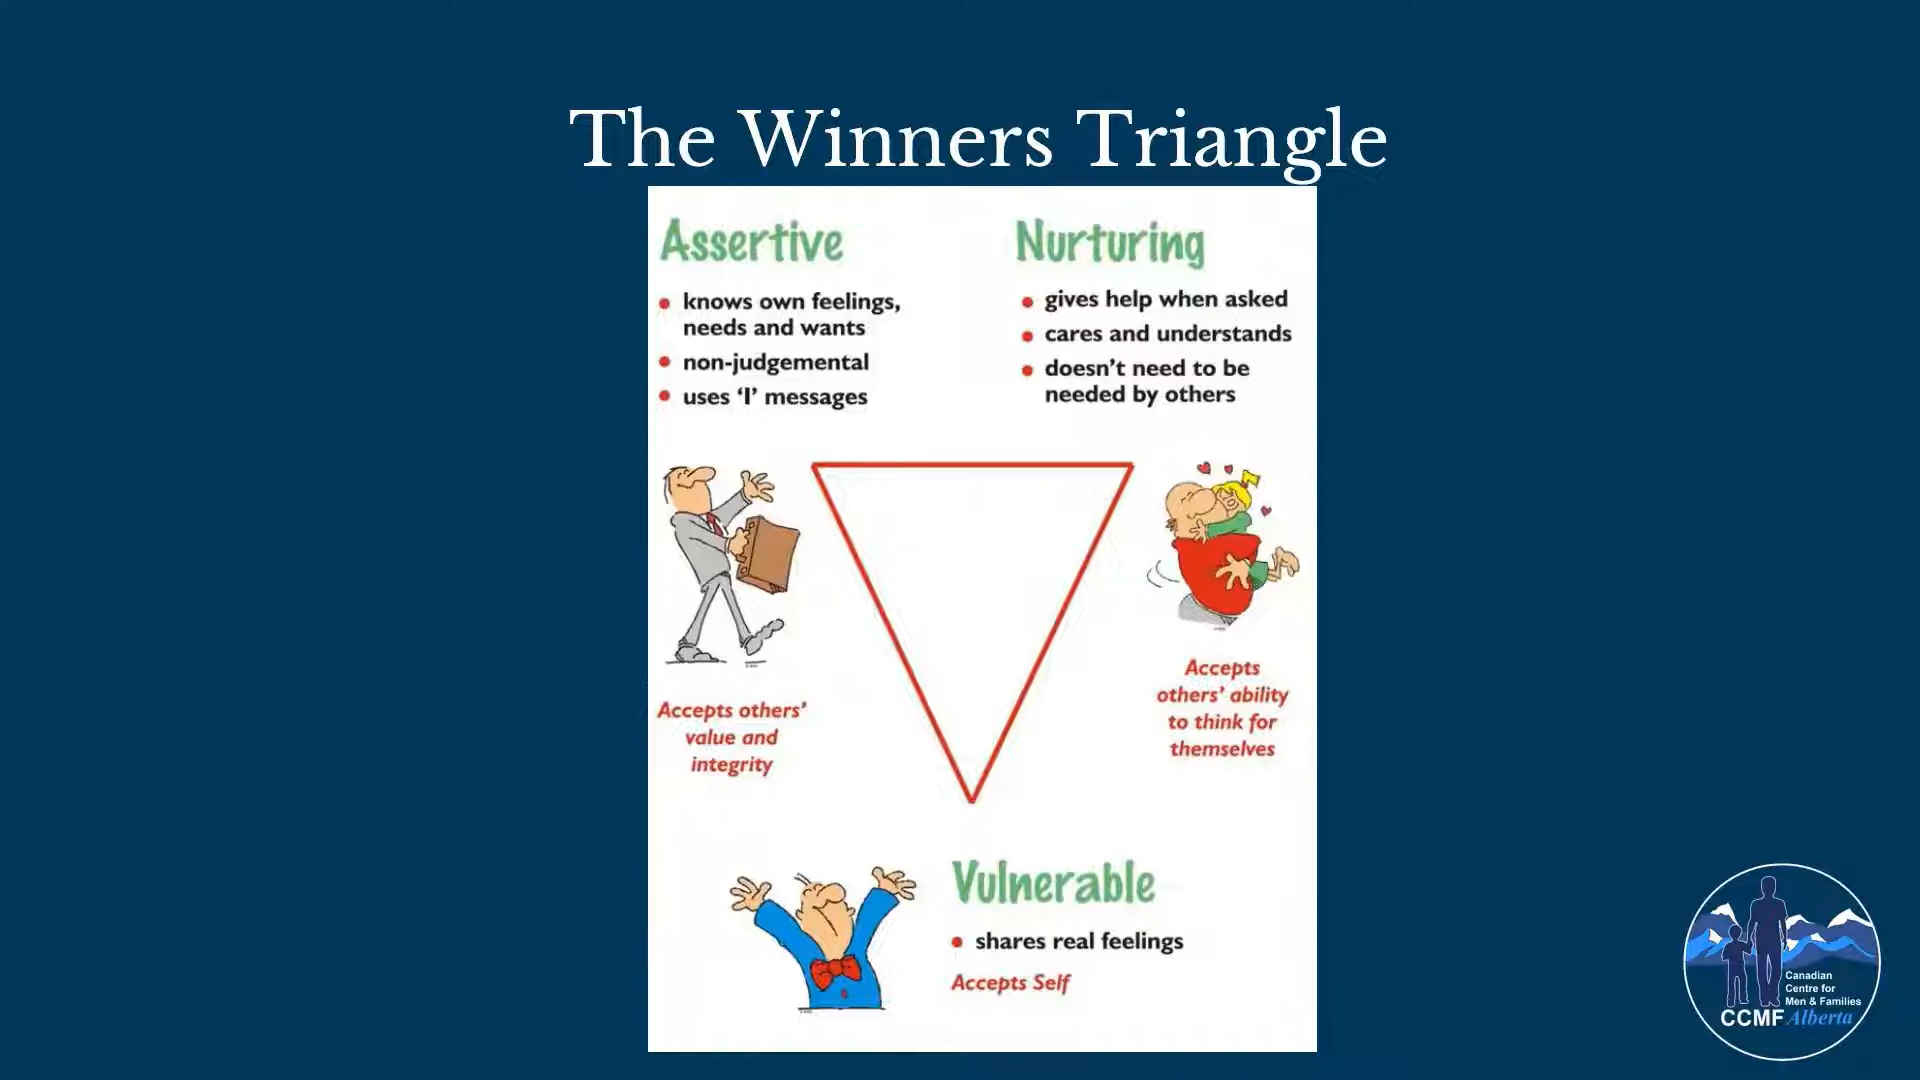 The Winners Triangle
Assertive
• knows own feelings,
needs and wants
• non-judgemental
• uses ‘I’ messages
Nurturing
• gives help when asked
• cares and understands
• doesn’t need to be
needed by others
Accepts others’
value and
integrity
Accepts
others’ ability
to think for
themselves
Vulnerable
• shares real feelings
Accepts Self
Canadian
Centre for
Men & Families
CCMF Alberta